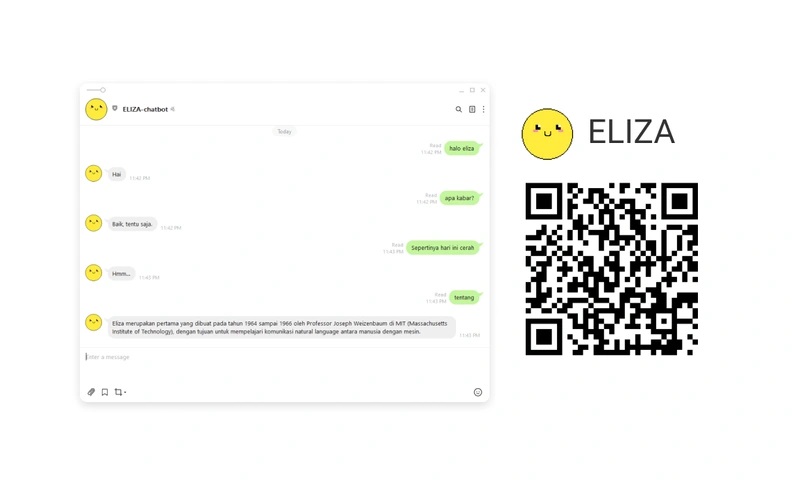 ELIZA-chatbot
Today
Read
11:42 PM
halo eliza
Hai
11:42 PM
Read
11:42 PM
apa kabar?
Baik, tentu saja.
11:42 PM
Read
11:43 PM
Sepertinya hari ini cerah
Hmm...
11:43 PM
Read
11:43 PM
tentang
Eliza merupakan pertama yang dibuat pada tahun 1964 sampai 1966 oleh Professor Joseph Weizenbaum di MIT (Massachusetts
Institute of Technology), dengan tujuan untuk mempelajari komunikasi natural language antara manusia dengan mesin.
11:43 PM
Enter a message
ELIZA